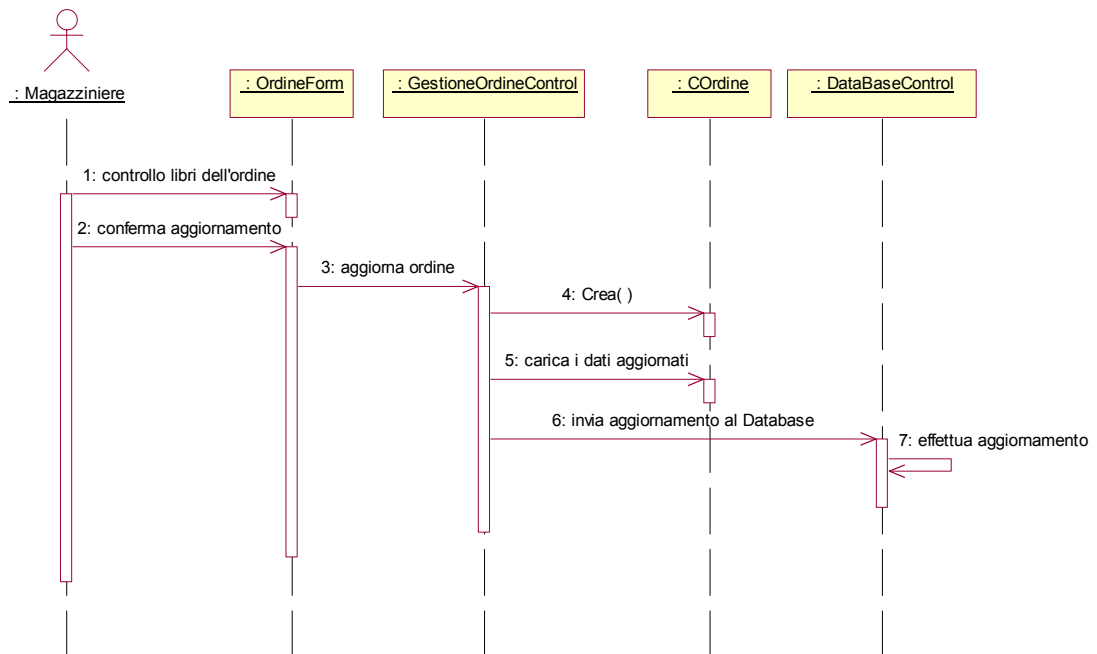 : Magazziniere
: OrdineForm
: GestioneOrdineControl
: COrdine
: DataBaseControl
1: controllo libri dell'ordine
2: conferma aggiornamento
3: aggiorna ordine
4: Crea( )
5: carica i dati aggiornati
6: invia aggiornamento al Database
7: effettua aggiornamento